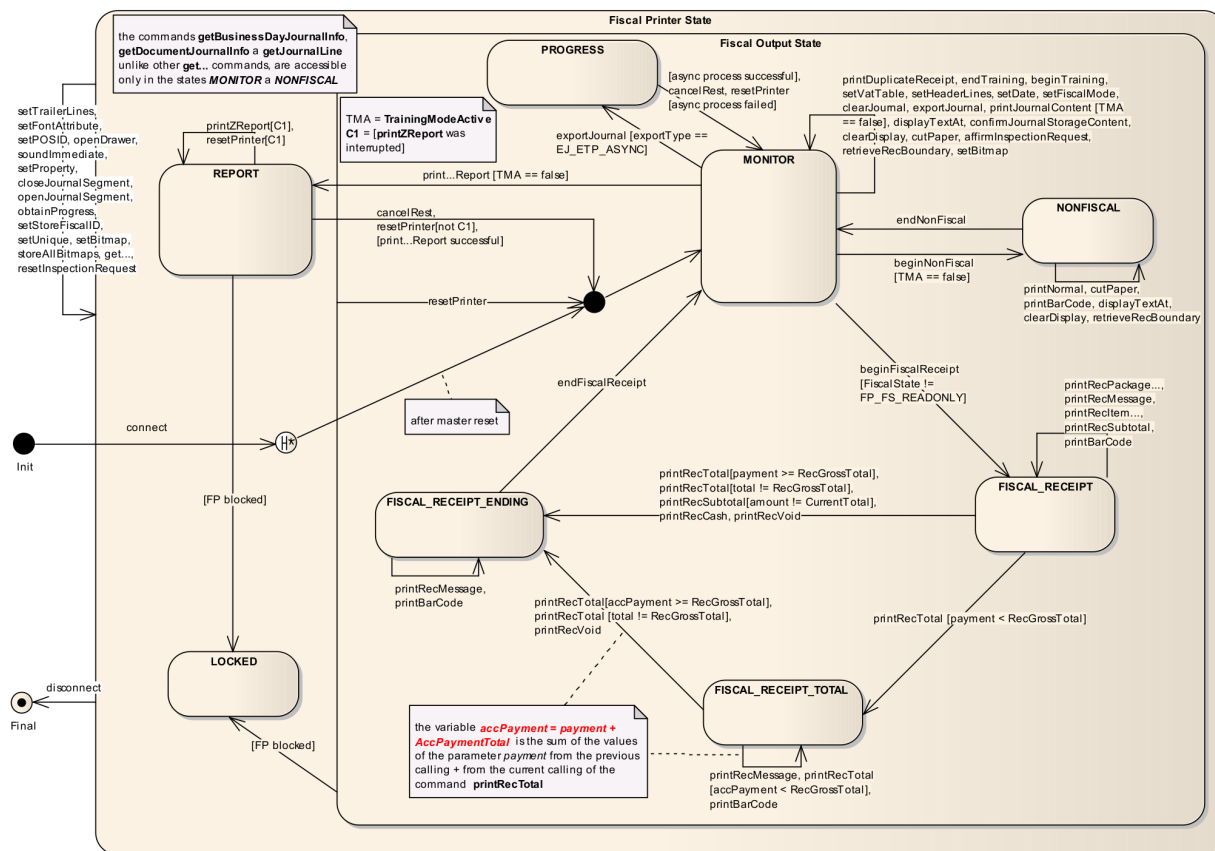 Fiscal Printer State
the commands getBusinessDayJournalInfo,
getDocumentJournalInfo a getJournalLine
unlike other get... commands, are accessible
only in the states MONITOR a NONFISCAL
Fiscal Output State
PROGRESS
[async process successful],
cancelRest, resetPrinter
[async process failed]
printDuplicateReceipt, endTraining, beginTraining,
setVatTable, setHeaderLines, setDate, setFiscalMode,
clearJournal, exportJournal, printJournalContent [TMA
== false], displayTextAt, confirmJournalStorageContent,
clearDisplay, cutPaper, affirmInspectionRequest,
retrieveRecBoundary, setBitmap
setTrailerLines,
setFontAttribute,
setPOSID, openDrawer,
soundImmediate,
setProperty,
closeJournalSegment,
openJournalSegment,
obtainProgress,
setStoreFiscalID,
setUnique, setBitmap,
storeAllBitmaps, get...,
resetInspectionRequest
printZReport[C1],
resetPrinter[C1]
TMA = TrainingModeActive
C1 = [printZReport was
interrupted]
exportJournal [exportType ==
EJ_ETP_ASYNC]
MONITOR
REPORT
print...Report [TMA == false]
NONFISCAL
endNonFiscal
cancelRest,
resetPrinter[not C1],
[print...Report successful]
beginNonFiscal
[TMA == false]
printNormal, cutPaper,
printBarCode, displayTextAt,
clearDisplay, retrieveRecBoundary
resetPrinter
endFiscalReceipt
beginFiscalReceipt
[FiscalState !=
FP_FS_READONLY]
printRecPackage...,
printRecMessage,
printRecItem...,
printRecSubtotal,
printBarCode
after master reset
connect
H*
Init
[FP blocked]
printRecTotal[payment >= RecGrossTotal],
printRecTotal[total != RecGrossTotal],
printRecSubtotal[amount != CurrentTotal],
printRecCash, printRecVoid
FISCAL_RECEIPT
FISCAL_RECEIPT_ENDING
printRecMessage,
printBarCode
printRecTotal[accPayment >= RecGrossTotal],
printRecTotal [total != RecGrossTotal],
printRecVoid
printRecTotal [payment < RecGrossTotal]
LOCKED
disconnect
Final
FISCAL_RECEIPT_TOTAL
the variable accPayment = payment +
AccPaymentTotal is the sum of the values
of the parameter payment from the previous
calling + from the current calling of the
command printRecTotal
[FP blocked]
printRecMessage, printRecTotal
[accPayment < RecGrossTotal],
printBarCode